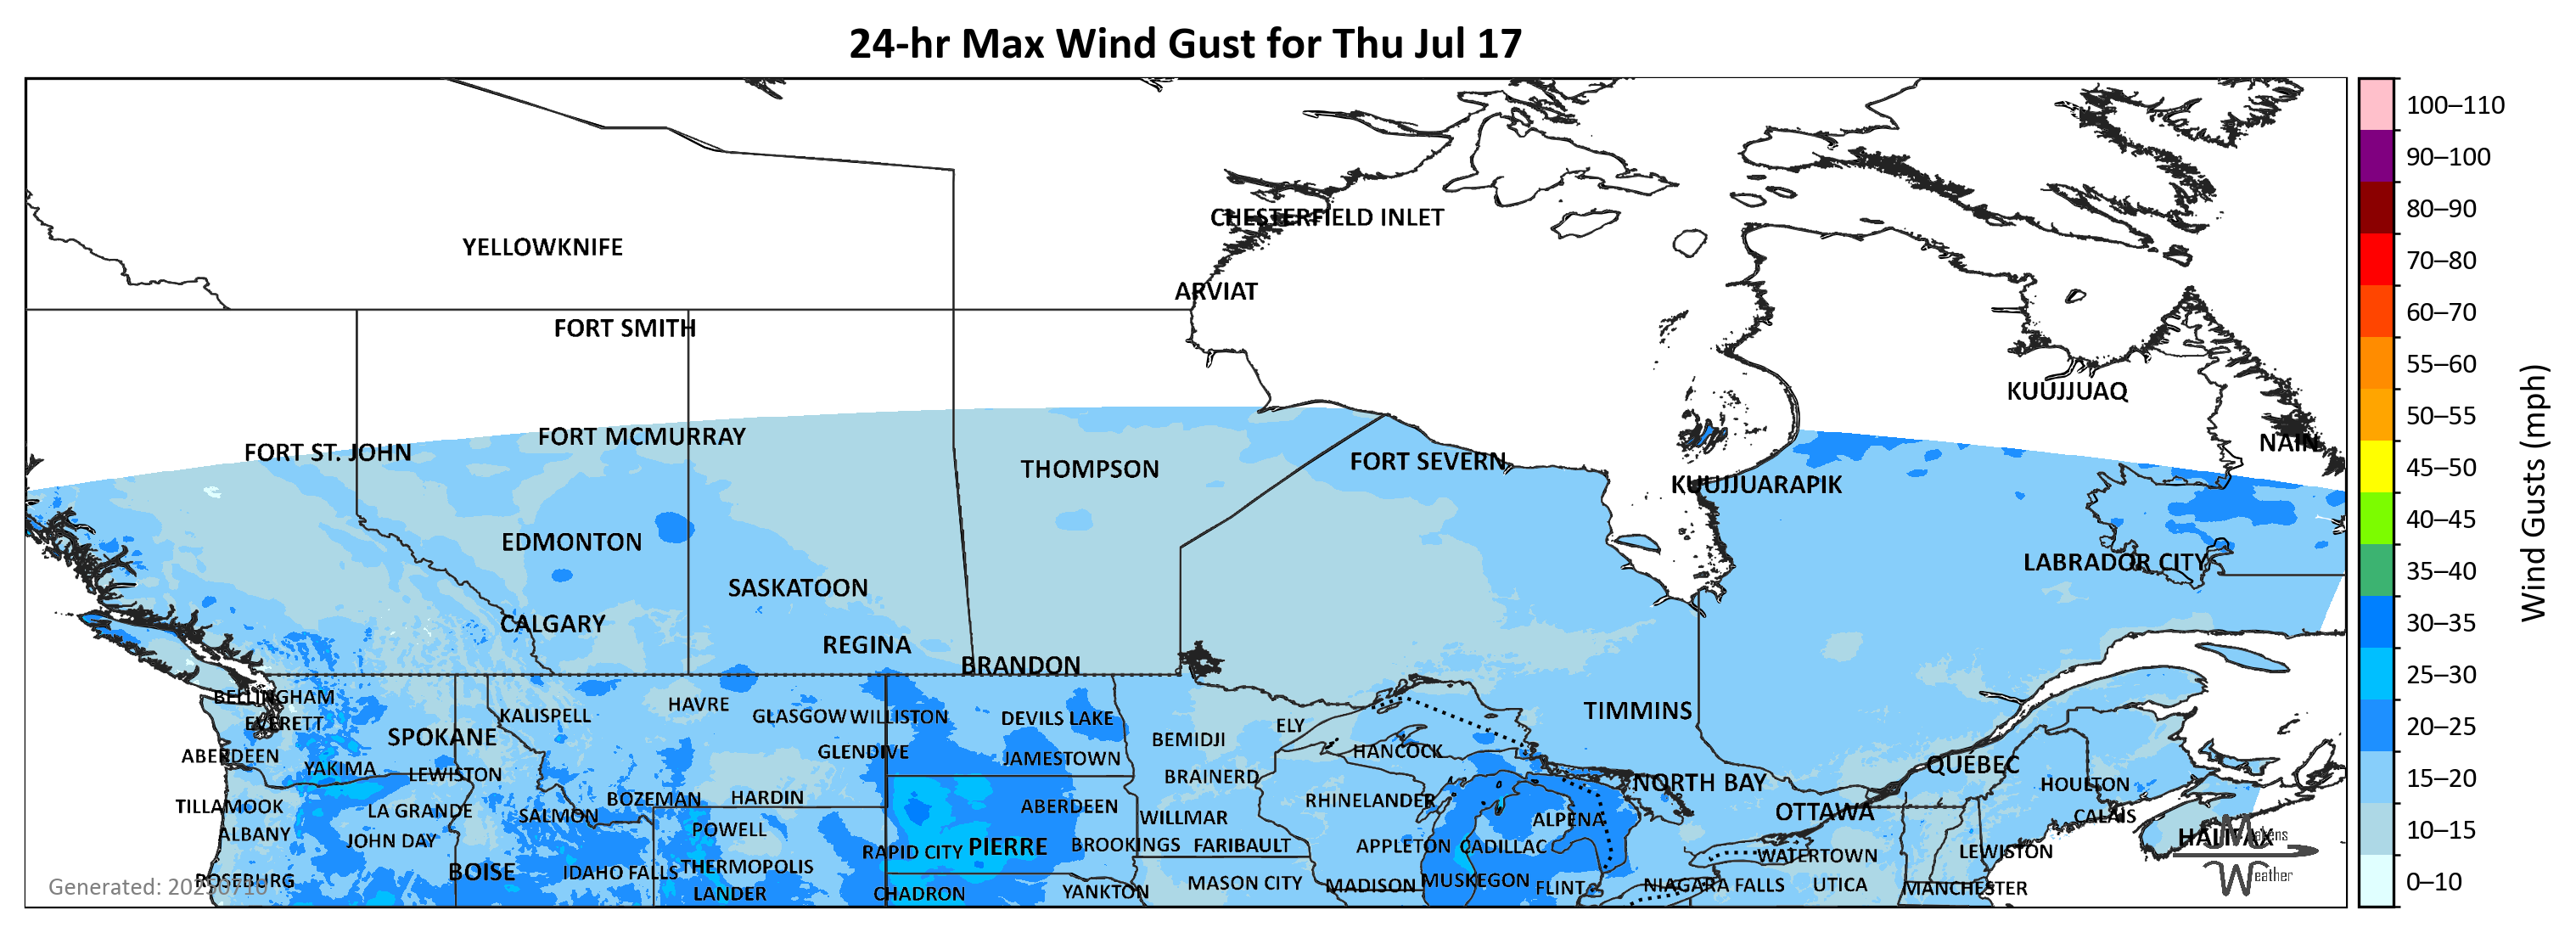 24-hr Max Wind Gust for Thu Jul 17
100–110
90–100
CHESTERFIELD INLET
80–90
YELLOWKNIFE
70–80
ARVIAT
60–70
FORT SMITH
55–60
KUUJJUAQ
50–55
FORT MCMURRAY
NAIN
FORT ST. JOHN
FORT SEVERN
45–50
THOMPSON
KUUJJUARAPIK
40–45
EDMONTON
LABRADOR CITY
35–40
Wind Gusts (mph)
SASKATOON
CALGARY
30–35
REGINA
BRANDON
25–30
BELLINGHAM
HAVRE
TIMMINS
KALISPELL
GLASGOW
WILLISTON
DEVILS LAKE
EVERETT
ELY
20–25
SPOKANE
BEMIDJI
ABERDEEN
GLENDIVE
HANCOCK
JAMESTOWN
QUEBEC
YAKIMA
LEWISTON
BRAINERD
15–20
NORTH BAY
HOULTON
BOZEMAN
HARDIN
RHINELANDER
TILLAMOOK
LA GRANDE
SALMON
ABERDEEN
WILLMAR
OTTAWA
CALAIS
ALPENA
10–15
ALBANY
POWELL
HALIFAX
Makens
JOHN DAY
RAPID CITY
PIERRE
BROOKINGS
FARIBAULT
APPLETON
CADILLAC
WATERTOWN
LEWISTON
BOISE
IDAHO FALLS
THERMOPOLIS
Weather
ROSEBURG
MUSKEGON
0–10
MASON CITY
MADISON
FLINT
NIAGARA FALLS
UTICA
MANCHESTER
LANDER
CHADRON
YANKTON
Generated: 20250710